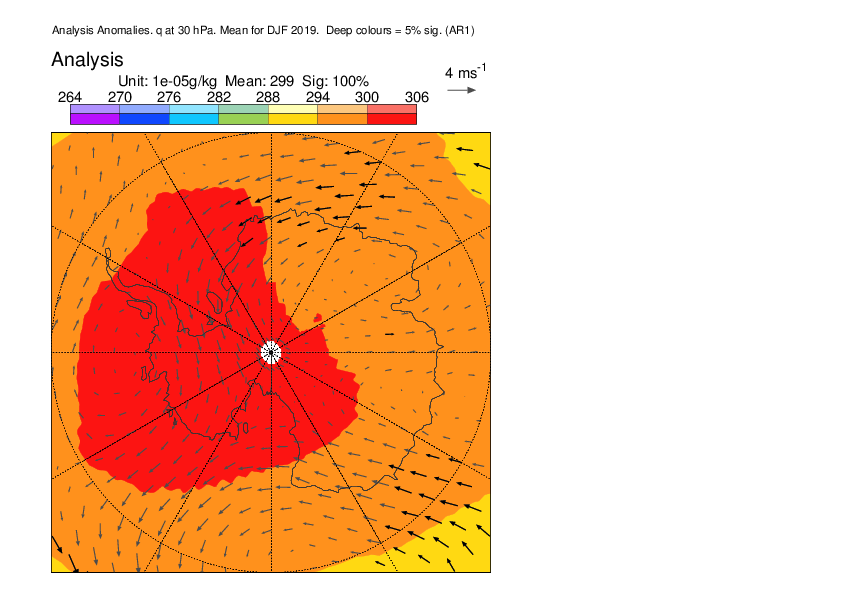 Analysis Anomalies. q at 30 hPa. Mean for DJF 2019.  Deep colours = 5% sig. (AR1)
Analysis
4 ms-1
Unit: 1e-05g/kg  Mean: 299  Sig: 100%
264 270 276 282 288 294 300 306